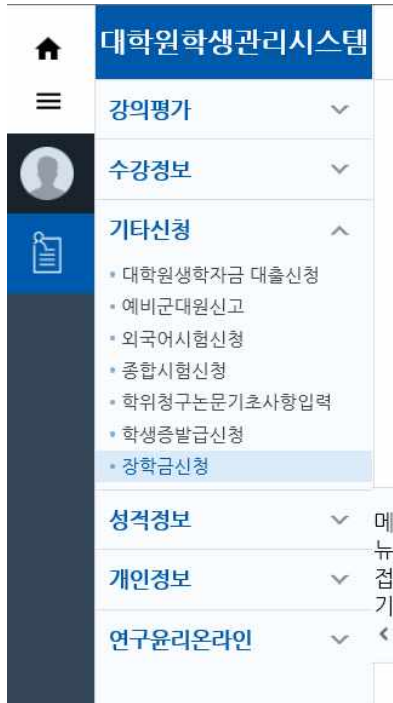 대학원학생관리시스템
강의평가
수강정보
기타신청
대학원생학자금 대출신청
예비군대원신고
외국어시험신청
종합시험신청
학위청구논문기초사항입력
학생증발급신청
장학금신청
성적정보
개인정보
연구윤리온라인
메
뉴
접
기